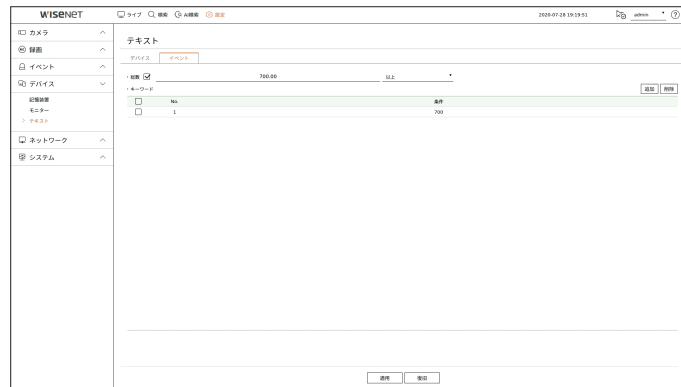 WISENET
ライブ 検索 AI検索 設定 2020-07-28 19:19:51 admin ?
カメラ
録画
イベント
デバイス
記憶装置
モニター
> テキスト
ネットワーク
システム
テキスト
デバイス イベント
・総数 700.00 以上
・キーワード 追加 削除
No. 条件
1 700
適用 復旧